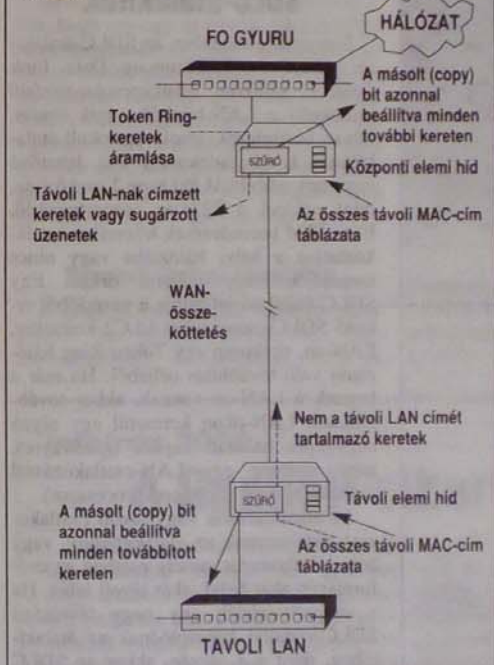 HÁLÓZAT
FO GYURU
A másolt (copy)
bit azonnal
beállítva minden
további kereten
Token Ring-
keretek
áramlása
SZŰRŐ
Központi elemi híd
Távoli LAN-nak címzett
keretek vagy sugárzott
üzenetek
Az összes távoli MAC-cím
táblázata
WAN-
össze-
köttetés
Nem a távoli LAN címét
tartalmazó keretek
SZŰRŐ
Távoli elemi híd
A másolt (copy) bit
azonnal beállítva
minden továbbított
kereten
Az összes távoli MAC-cím
táblázata
TAVOLI LAN